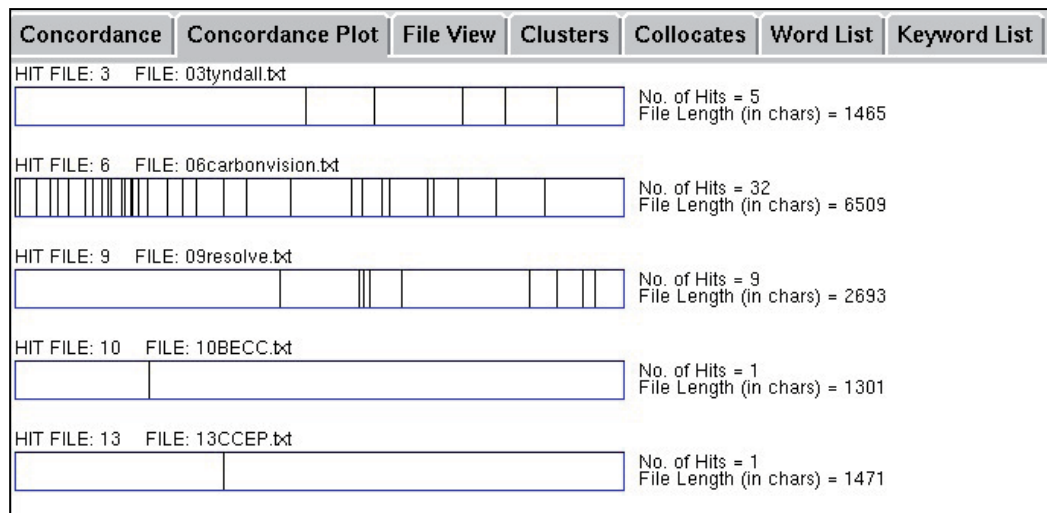 Concordance Concordance Plot File View Clusters Collocates Word List Keyword List
HIT FILE: 3 FILE: 03tyndall.txt
No. of Hits = 5
File Length (in chars) = 1465
HIT FILE: 6 FILE: 06carbonvision.txt
No. of Hits = 32
File Length (in chars) = 6509
HIT FILE: 9 FILE: 09resolve.txt
No. of Hits = 9
File Length (in chars) = 2693
HIT FILE: 10 FILE: 10BECC.txt
No. of Hits = 1
File Length (in chars) = 1301
HIT FILE: 13 FILE: 13CCEP.txt
No. of Hits = 1
File Length (in chars) = 1471